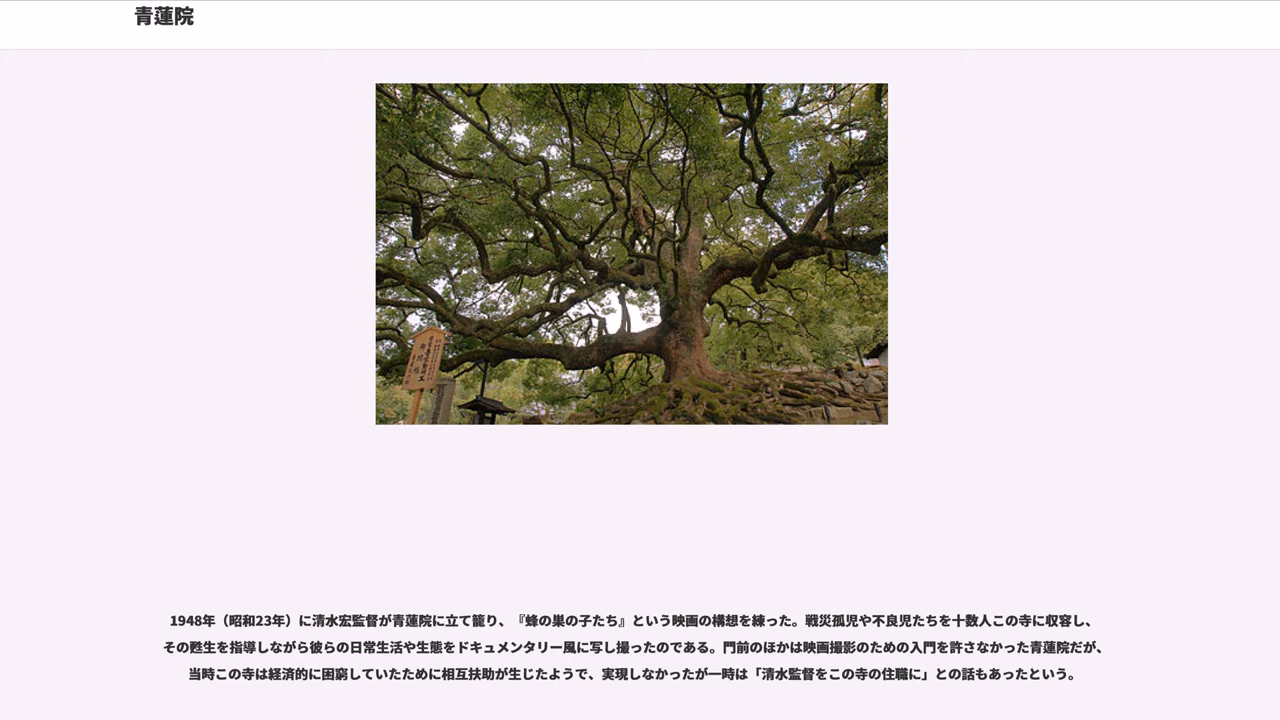 青蓮院
1948年（昭和23年）に清水宏監督が青蓮院に立て籠り、『蜂の巣の子たち』という映画の構想を練った。戦災孤児や不良児たちを十数人この寺に収容し、
その甦生を指導しながら彼らの日常生活や生態をドキュメンタリー風に写し撮ったのである。門前のほかは映画撮影のための入門を許さなかった青蓮院だが、
当時この寺は経済的に困窮していたために相互扶助が生じたようで、実現しなかったが一時は「清水監督をこの寺の住職に」との話もあったという。